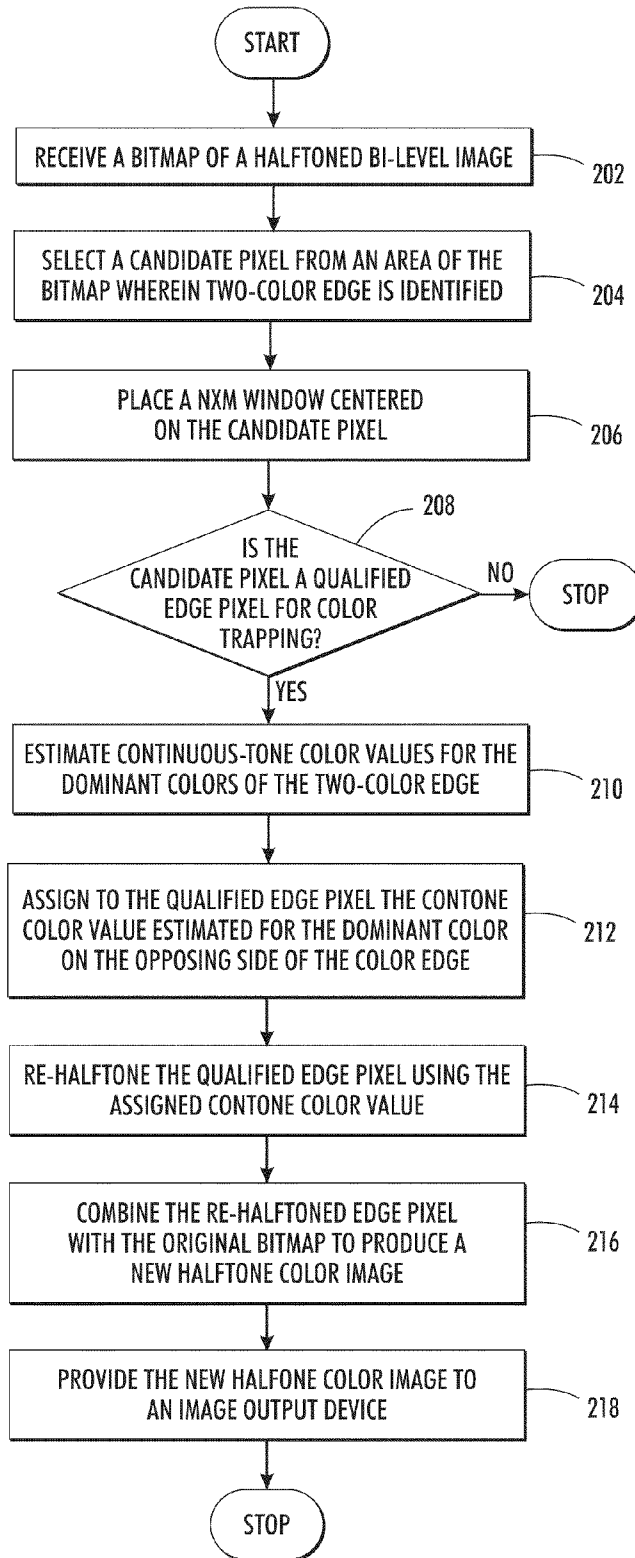 START
RECEIVE A BITMAP OF A HALFTONED BI-LEVEL IMAGE
202
SELECT A CANDIDATE PIXEL FROM AN AREA OF THE
BITMAP WHEREIN TWO-COLOR EDGE IS IDENTIFIED
204
PLACE A NXM WINDOW CENTERED
ON THE CANDIDATE PIXEL
206
208
IS THE
CANDIDATE PIXEL A QUALIFIED
EDGE PIXEL FOR COLOR
TRAPPING?
NO
STOP
YES
ESTIMATE CONTINUOUS-TONE COLOR VALUES FOR THE
DOMINANT COLORS OF THE TWO-COLOR EDGE
210
ASSIGN TO THE QUALIFIED EDGE PIXEL THE CONTONE
COLOR VALUE ESTIMATED FOR THE DOMINANT COLOR
ON THE OPPOSING SIDE OF THE COLOR EDGE
212
RE-HALFTONE THE QUALIFIED EDGE PIXEL USING THE
ASSIGNED CONTONE COLOR VALUE
214
COMBINE THE RE-HALFTONED EDGE PIXEL
WITH THE ORIGINAL BITMAP TO PRODUCE A
NEW HALFTONE COLOR IMAGE
216
PROVIDE THE NEW HALFONE COLOR IMAGE TO
AN IMAGE OUTPUT DEVICE
218
STOP